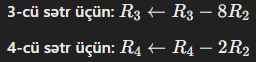 3-cü sətr üçün: R₃ ← R₃ − 8R₂
4-cü sətr üçün: R₄ ← R₄ − 2R₂